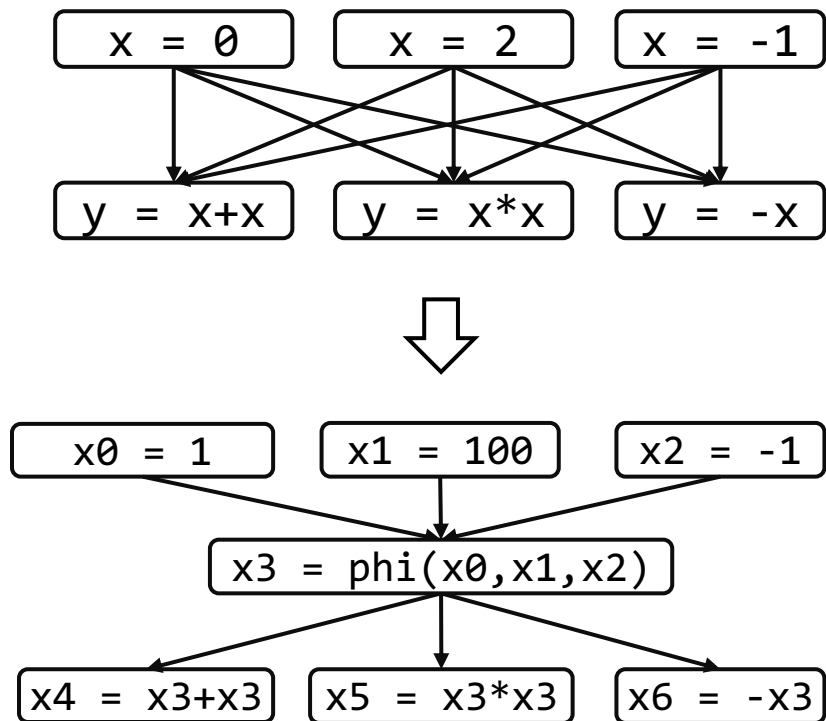 x = 0
x = 2
x = -1
y = x+x
y = x*x
y = -x
x0 = 1
x1 = 100
x2 = -1
x3 = phi(x0,x1,x2)
x4 = x3+x3
x5 = x3*x3
x6 = -x3